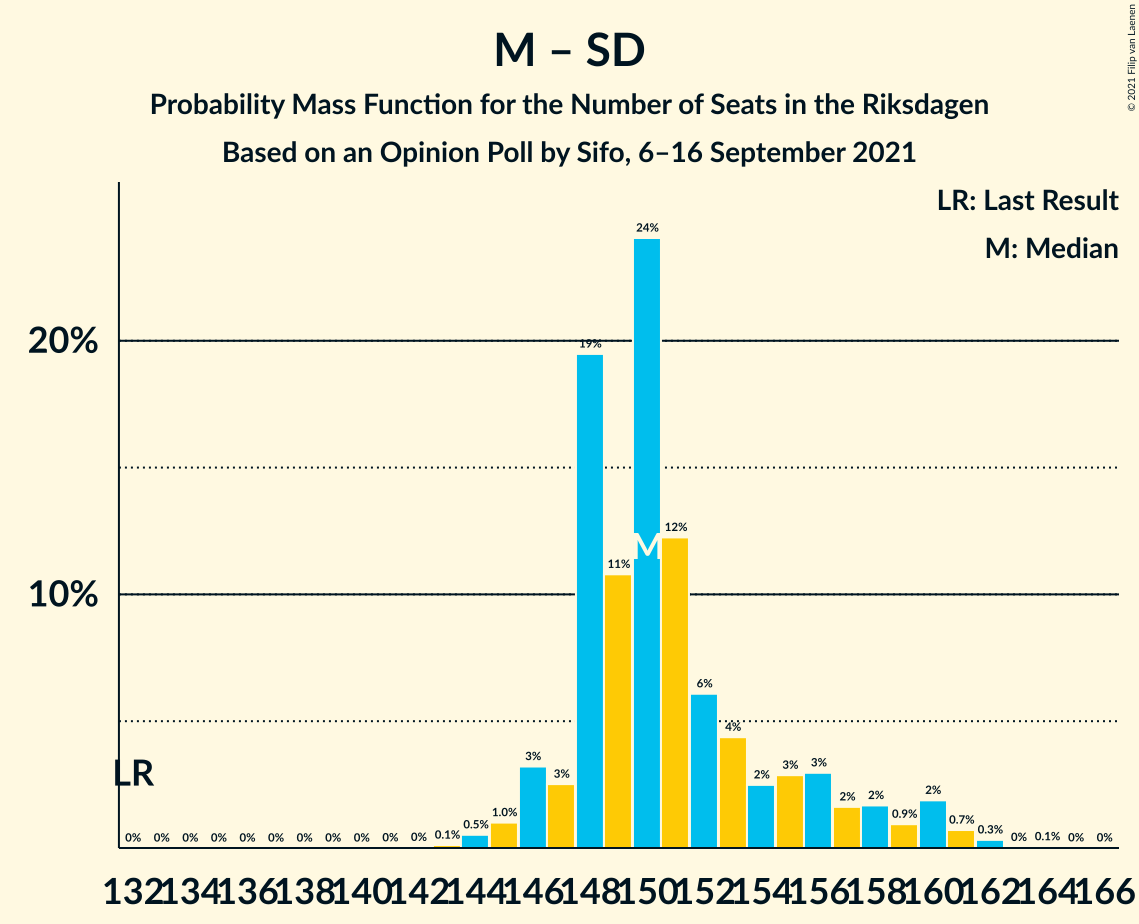 M – SD
Probability Mass Function for the Number of Seats in the Riksdagen
Based on an Opinion Poll by Sifo, 6–16 September 2021
© 2021 Filip van Laenen
LR: Last Result
M: Median
20%
10%
LR
M
0% 0% 0% 0% 0% 0% 0% 0% 0% 0% 0% 0.1% 0.5% 1.0% 3% 3% 19% 11% 24% 12% 6% 4% 2% 3% 3% 2% 2% 0.9% 2% 0.7% 0.3% 0% 0.1% 0% 0%
132 134 136 138 140 142 144 146 148 150 152 154 156 158 160 162 164 166